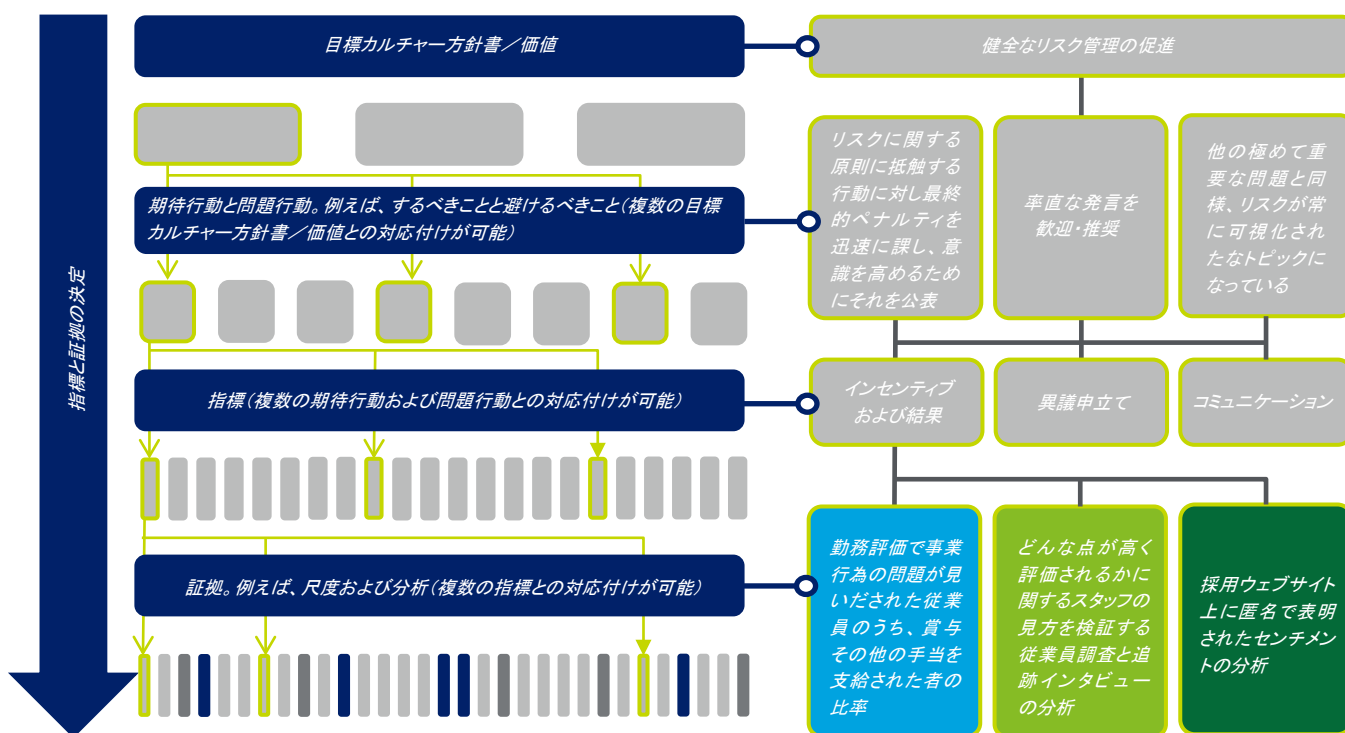 指標と証拠の決定
目標カルチャー方針書／価値
健全なリスク管理の促進
期待行動と問題行動。例えば、するべきことと避けるべきこと(複数の目標
カルチャー方針書／価値との対応付けが可能)
リスクに関する
原則に抵触する
行動に対し最終
的ペナルティを
迅速に課し、意
識を高めるため
にそれを公表
率直な発言を
歓迎・推奨
他の極めて重
要な問題と同
様、リスクが常
に可視化され
たなトピックに
なっている
指標(複数の期待行動および問題行動との対応付けが可能)
インセンティブ
および結果
異議申立て
コミュニケーション
証拠。例えば、尺度および分析(複数の指標との対応付けが可能)
勤務評価で事業
行為の問題が見
いだされた従業
員のうち、賞与
その他の手当を
支給された者の
比率
どんな点が高く
評価されるかに
関するスタッフの
見方を検証する
従業員調査と追
跡インタビュー
の分析
採用ウェブサイト
上に匿名で表明
されたセンチメン
トの分析